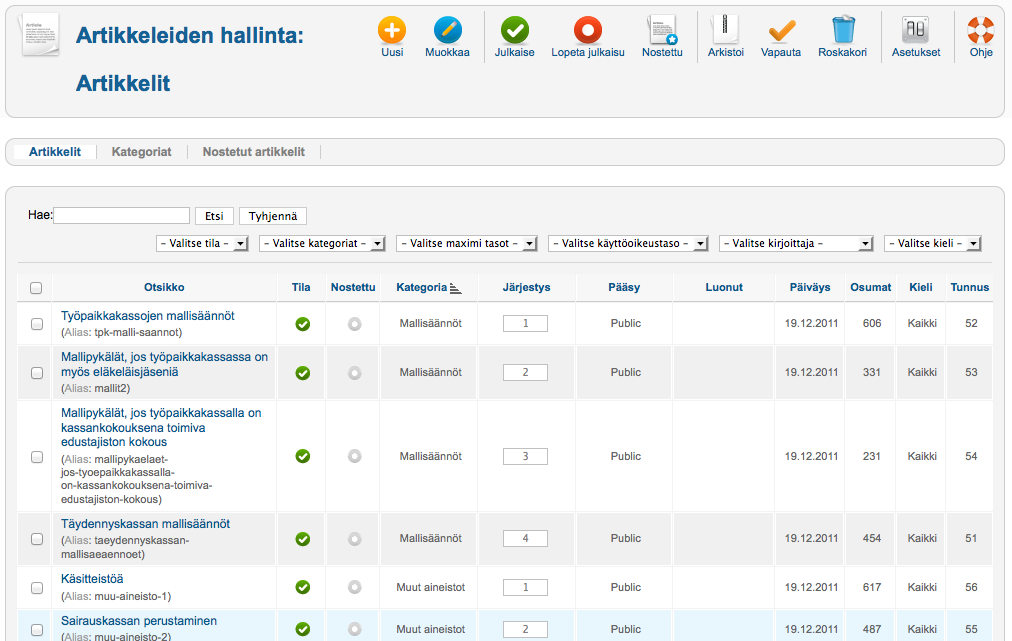 Artikkeleiden hallinta:
Artikkelit
Uusi
Muokkaa
Julkaise
Lopeta julkaisu
Nostettu
Arkistoi
Vapauta
Roskakori
Asetukset
Ohje
Artikkelit
Kategoriat
Nostetut artikkelit
Hae:
Etsi
Tyhjennä
- Valitse tila -
- Valitse kategoriat -
- Valitse maximi tasot -
- Valitse käyttöoikeustaso -
- Valitse kirjoittaja -
- Valitse kieli -
Otsikko Tila Nostettu Kategoria Järjestys Pääsy Luonut Päiväys Osumat Kieli Tunnus
Työpaikkakassojen mallisäännöt
(Alias: tpk-malli-saannot)
Mallisäännöt 1 Public 19.12.2011 606 Kaikki 52
Mallipykälät, jos työpaikkakassassa on
myös eläkeläisjäseniä
(Alias: mallit2)
Mallisäännöt 2 Public 19.12.2011 331 Kaikki 53
Mallipykälät, jos työpaikkakassalla on
kassankokouksena toimiva
edustajiston kokous
(Alias: mallipykaelaet-
jos-tyoepaikkakassalla-
on-kassankokouksena-toimiva-
edustajiston-kokous)
Mallisäännöt 3 Public 19.12.2011 231 Kaikki 54
Täydennyskassan mallisäännöt
(Alias: taeydennyskassan-
mallisaeaennoet)
Mallisäännöt 4 Public 19.12.2011 454 Kaikki 51
Käsitteistöä
(Alias: muu-aineisto-1)
Muut aineistot 1 Public 19.12.2011 617 Kaikki 56
Sairauskassan perustaminen
(Alias: muu-aineisto-2)
Muut aineistot 2 Public 19.12.2011 487 Kaikki 55